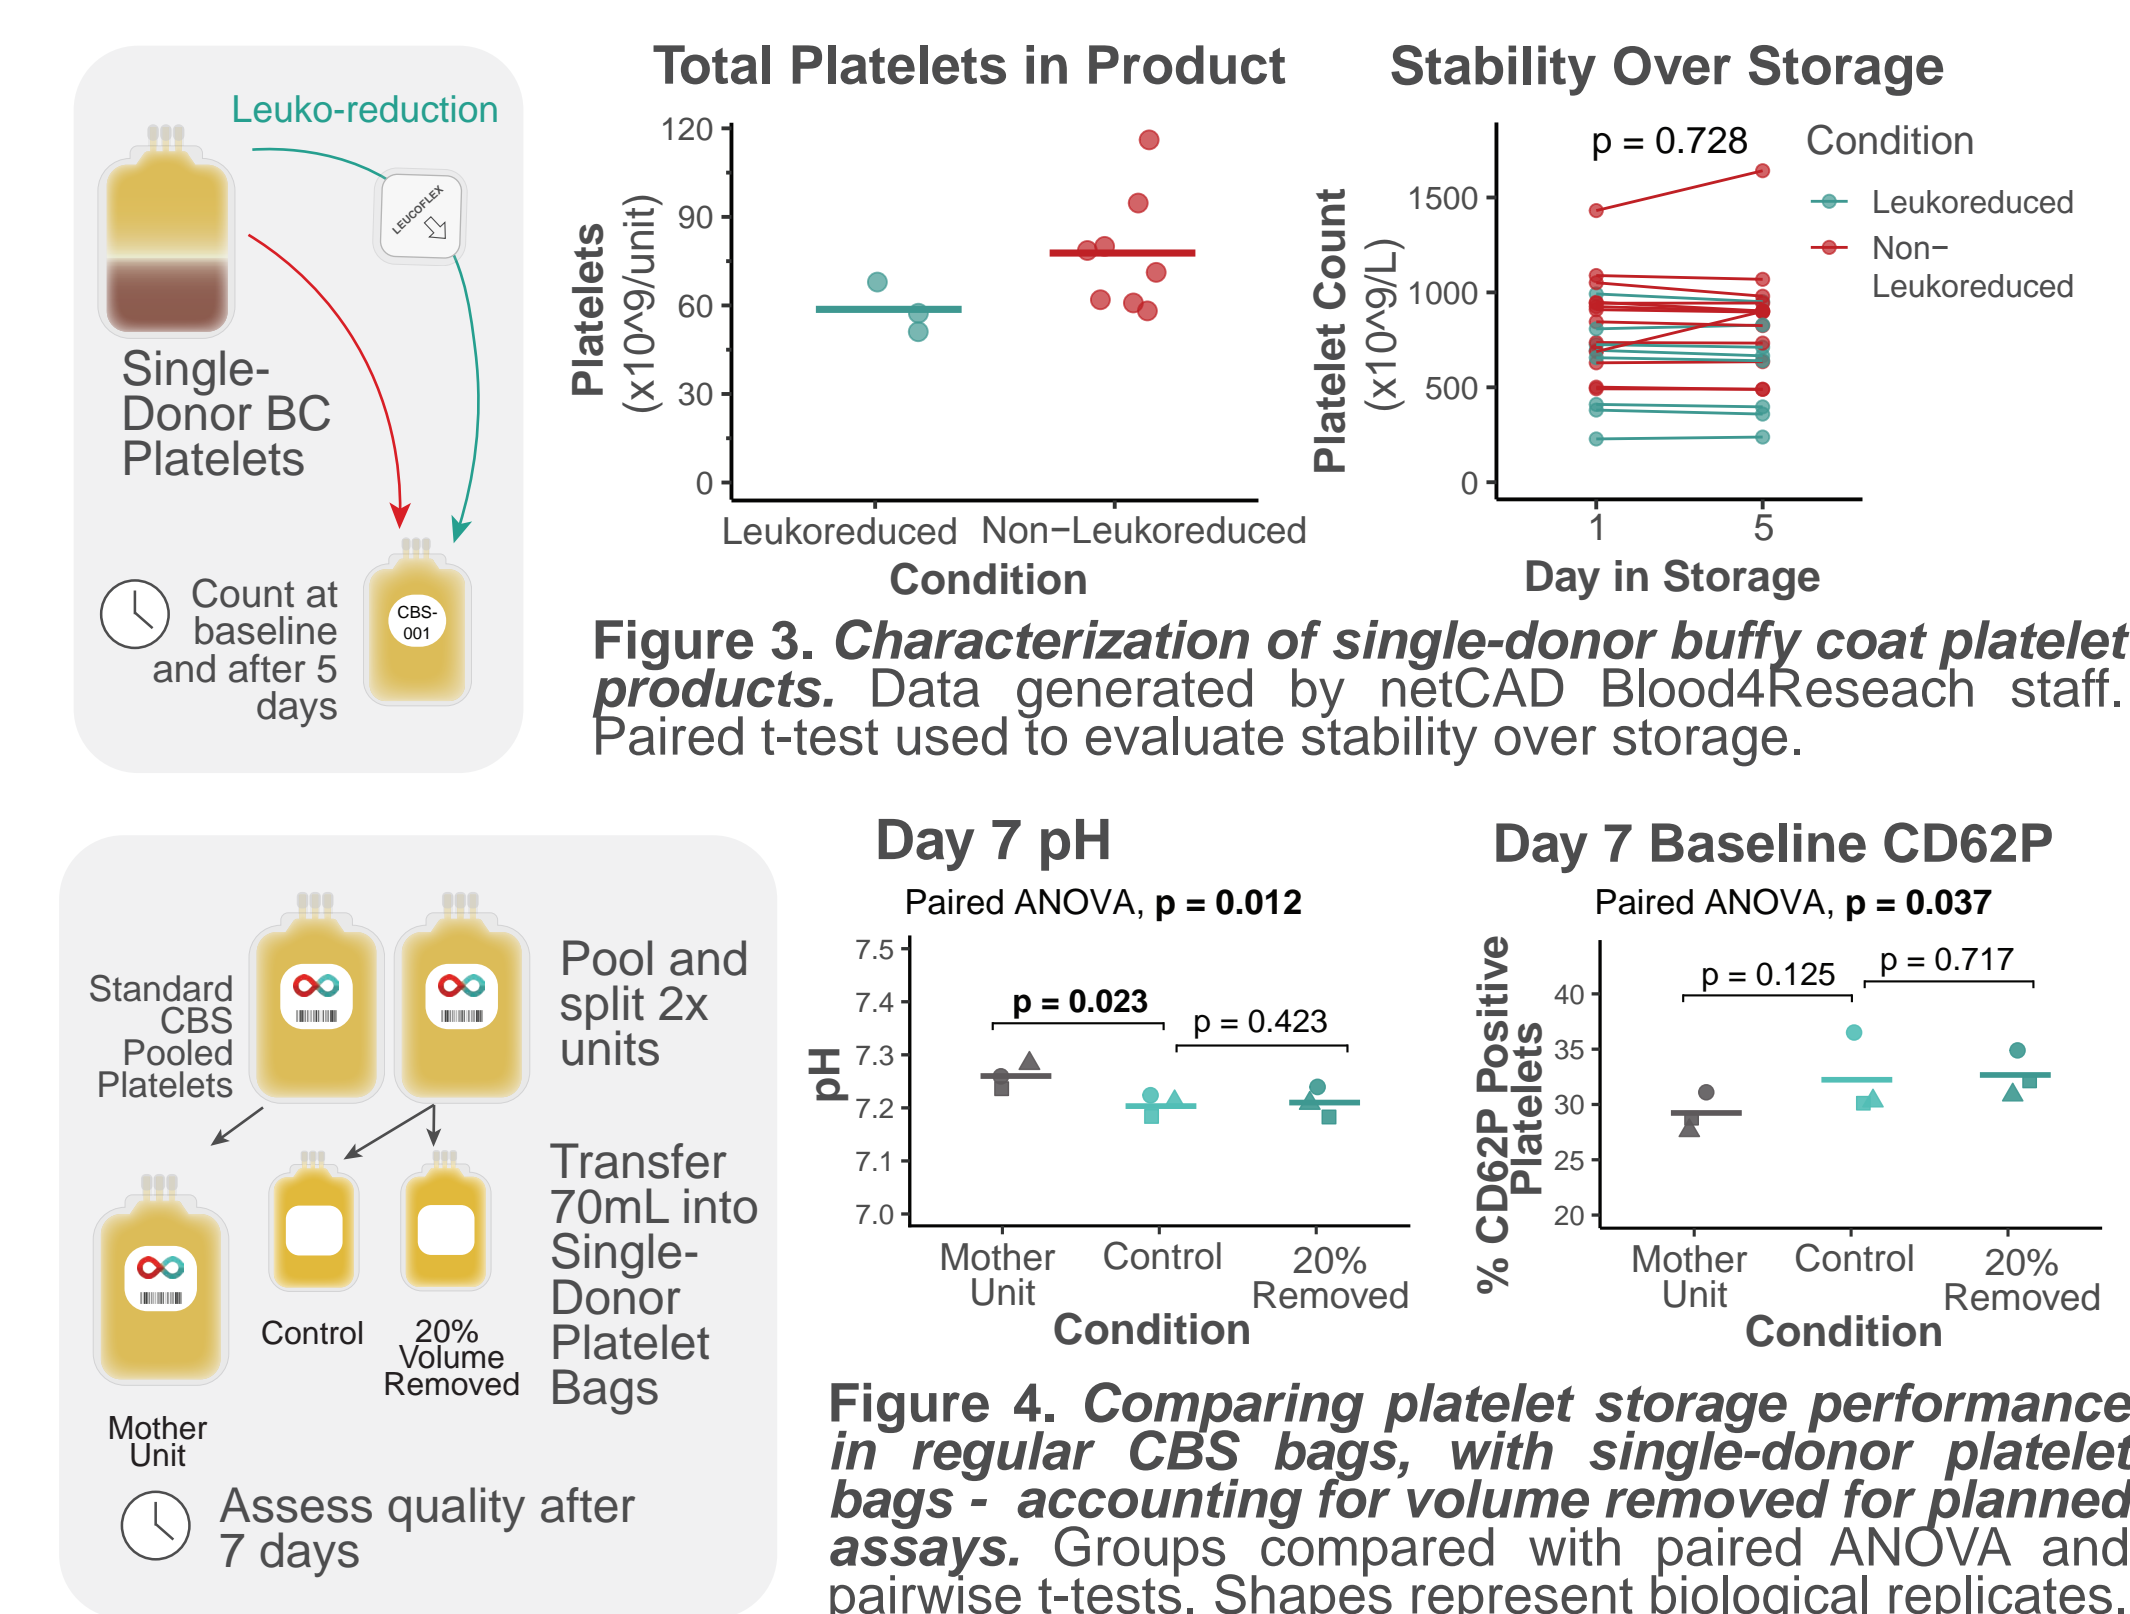 Leuko-reduction
LEUCOFLEX
Single-
Donor BC
Platelets
Count at
baseline
and after 5
days
CBS-
001
Total Platelets in Product
120
90
60
30
0
Platelets
(x10^9/unit)
Leukoreduced
Non-Leukoreduced
Condition
Stability Over Storage
p = 0.728
1500
1000
500
0
Platelet Count
(x10^9/L)
1
5
Day in Storage
Condition
Leukoreduced
Non-
Leukoreduced
Figure 3. Characterization of single-donor buffy coat platelet
products. Data generated by netCAD Blood4Reseach staff.
Paired t-test used to evaluate stability over storage.
Standard
CBS
Pooled
Platelets
Pool and
split 2x
units
Transfer
70mL into
Single-
Donor
Platelet
Bags
Control
20%
Volume
Removed
Mother
Unit
Assess quality after
7 days
Day 7 pH
Paired ANOVA, p = 0.012
7.5
7.4
7.3
7.2
7.1
7.0
pH
p = 0.023
p = 0.423
Mother
Unit
Control
20%
Removed
Condition
Day 7 Baseline CD62P
Paired ANOVA, p = 0.037
40
35
30
25
20
% CD62P Positive
Platelets
p = 0.125
p = 0.717
Mother
Unit
Control
20%
Removed
Condition
Figure 4. Comparing platelet storage performance
in regular CBS bags, with single-donor platelet
bags - accounting for volume removed for planned
assays. Groups compared with paired ANOVA and
pairwise t-tests. Shapes represent biological replicates.